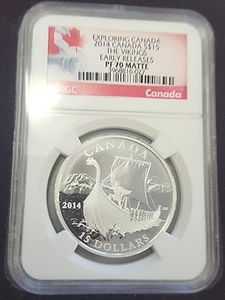 EXPLORING CANADA
2014 CANADA S$15
THE VIKINGS
EARLY RELEASES
PF 70 MATTE
NGC
Canada
CANADA
2014
15 DOLLARS